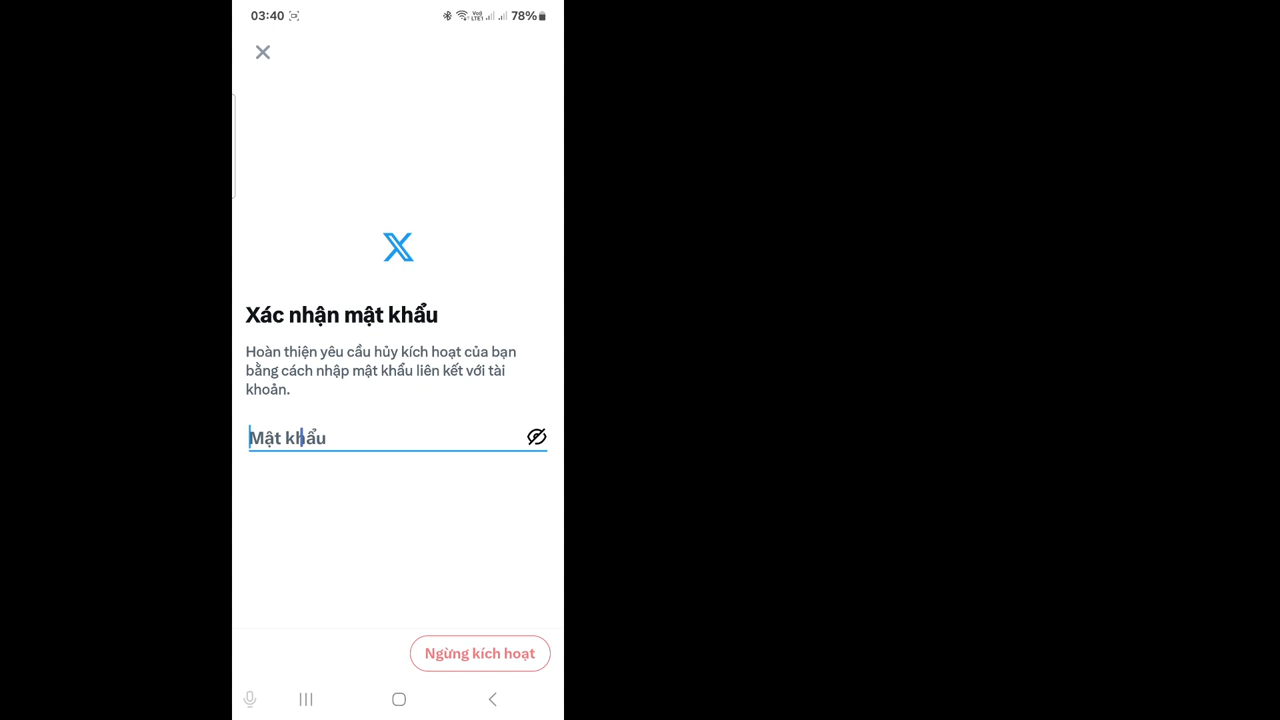 03:40
78%
Xác nhận mật khẩu
Hoàn thiện yêu cầu hủy kích hoạt của bạn
bằng cách nhập mật khẩu liên kết với tài
khoản.
Mật khẩu
Ngừng kích hoạt